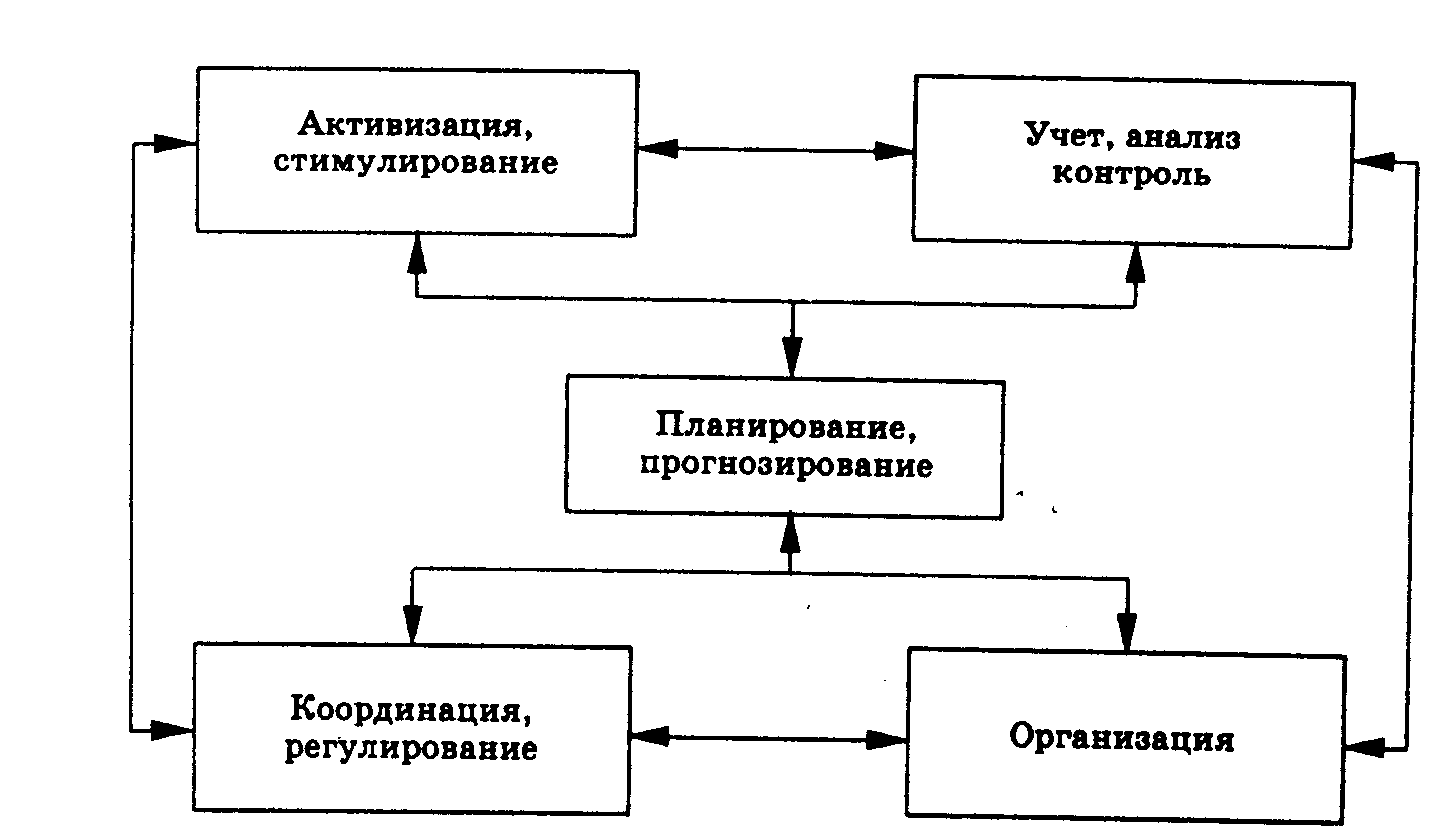 Активизация,
стимулирование
Учет, анализ
контроль
Планирование,
прогнозирование
Координация,
регулирование
Организация